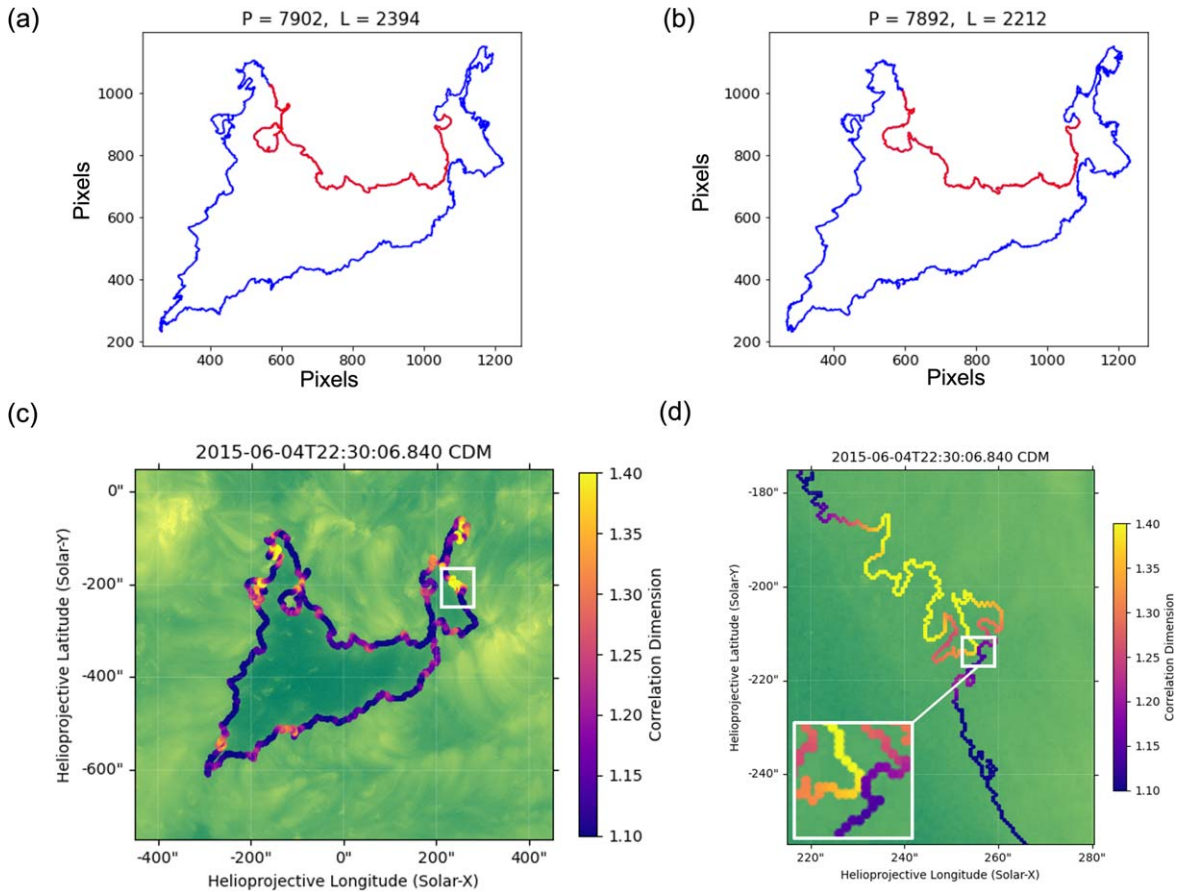 (a)
P = 7902, L = 2394
1000
800
600
400
200
Pixels
400 600 800 1000 1200
Pixels
(b)
P = 7892, L = 2212
1000
800
600
400
200
Pixels
400 600 800 1000 1200
Pixels
(c)
2015-06-04T22:30:06.840 CDM
0"
-200"
-400"
-600"
Helioprojective Latitude (Solar-Y)
-400" -200" 0" 200" 400"
Helioprojective Longitude (Solar-X)
1.40
1.35
1.30
1.25
1.20
1.15
1.10
Correlation Dimension
(d)
2015-06-04T22:30:06.840 CDM
-180"
-200"
-220"
-240"
Helioprojective Latitude (Solar-Y)
220" 240" 260" 280"
Helioprojective Longitude (Solar-X)
1.40
1.35
1.30
1.25
1.20
1.15
1.10
Correlation Dimension